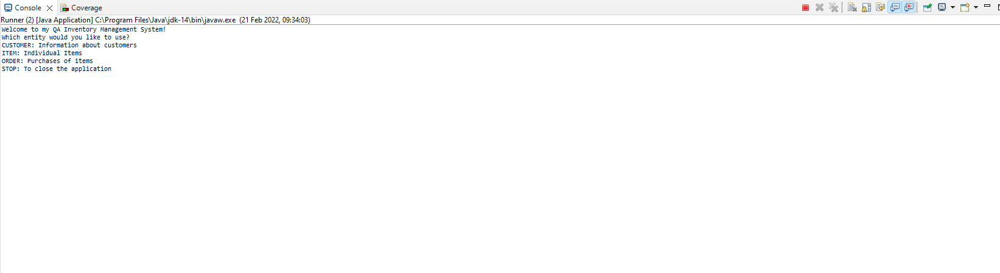 Console Coverage
Runner (2) [Java Application] C:\Program Files\Java\jdk-14\bin\javaw.exe (21 Feb 2022, 09:34:03)
Welcome to my QA Inventory Management System!
Which entity would you like to use?
CUSTOMER: Information about customers
ITEM: Individual Items
ORDER: Purchases of items
STOP: To close the application